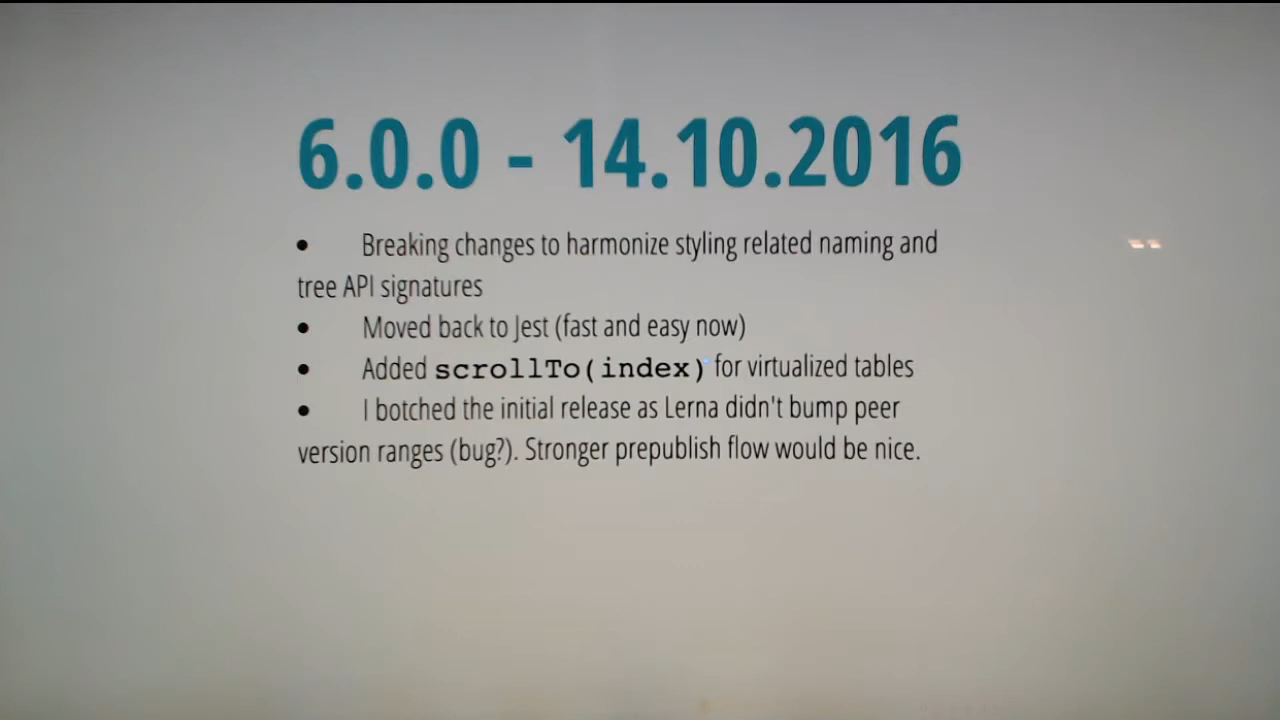 6.0.0 - 14.10.2016
• Breaking changes to harmonize styling related naming and
tree API signatures
• Moved back to Jest (fast and easy now)
• Added scrollTo(index) for virtualized tables
• I botched the initial release as Lerna didn't bump peer
version ranges (bug?). Stronger prepublish flow would be nice.